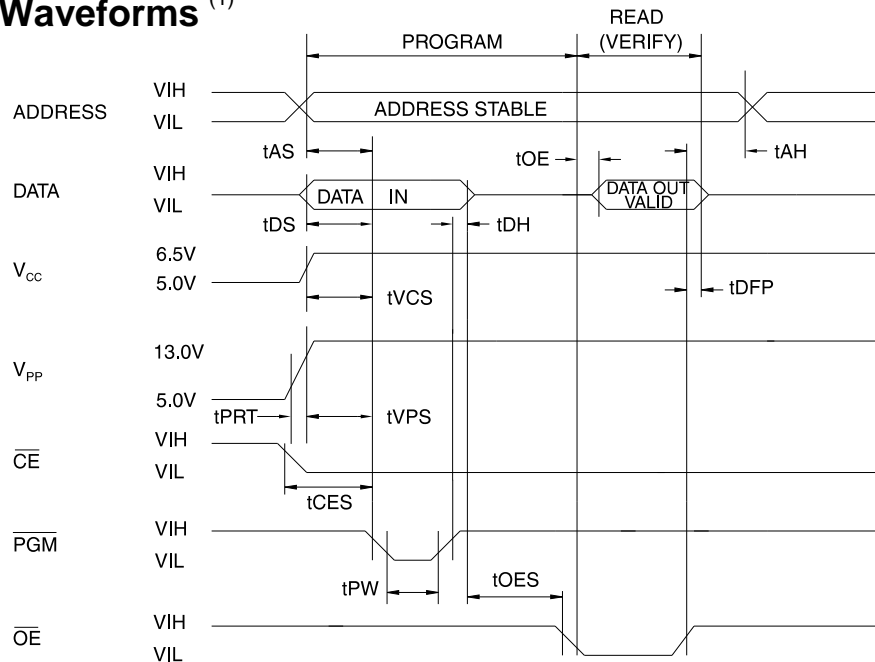 Waveforms (1)
READ
PROGRAM (VERIFY)
ADDRESS VIH ADDRESS STABLE
VIL
tAS tOE tAH
DATA VIH DATA IN DATA OUT
VIL VALID
tDS tDH
VCC 6.5V
5.0V tVCS tDFP
VPP 13.0V
5.0V
tPRT tVPS
CE VIH
VIL
tCES
PGM VIH
VIL
tPW tOES
OE VIH
VIL